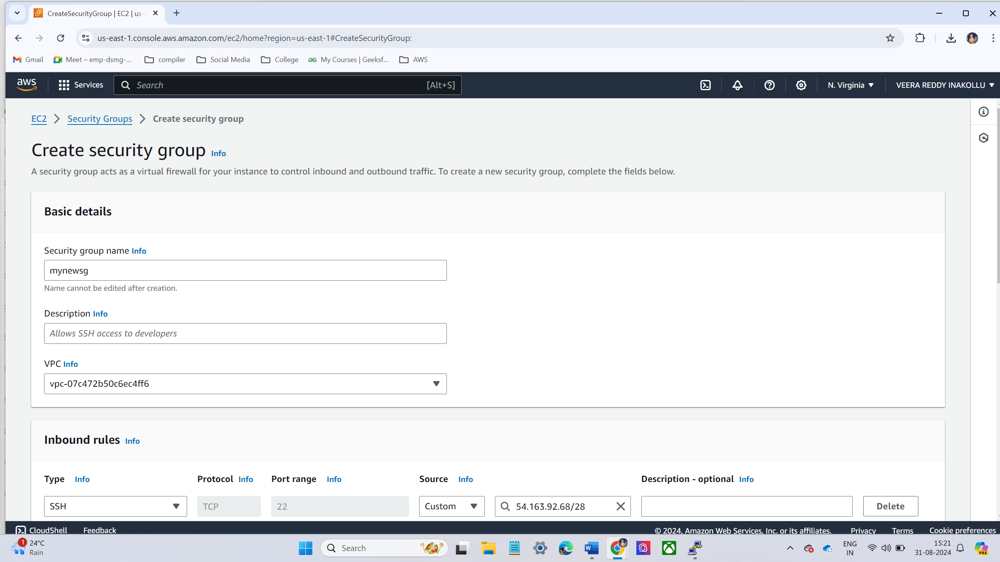 CreateSecurityGroup | EC2 | us-
us-east-1.console.aws.amazon.com/ec2/home?region=us-east-1#CreateSecurityGroup:
Gmail Meet – emp-dsmg-... compiler Social Media College My Courses | Geeksf... AWS
aws Services Search [Alt+S] N. Virginia VEERA REDDY INAKOLLU
EC2 Security Groups Create security group
Create security group Info
A security group acts as a virtual firewall for your instance to control inbound and outbound traffic. To create a new security group, complete the fields below.
Basic details
Security group name Info
mynewsg
Name cannot be edited after creation.
Description Info
Allows SSH access to developers
VPC Info
vpc-07c472b50c6ec4ff6
Inbound rules Info
Type Info Protocol Info Port range Info Source Info Description - optional Info
SSH TCP 22 Custom 54.163.92.68/28 Delete
CloudShell Feedback © 2024, Amazon Web Services, Inc. or its affiliates. Privacy Terms Cookie preferences
1 24°C
Rain
Search
W
PRE
ENG
IN
15:21
31-08-2024